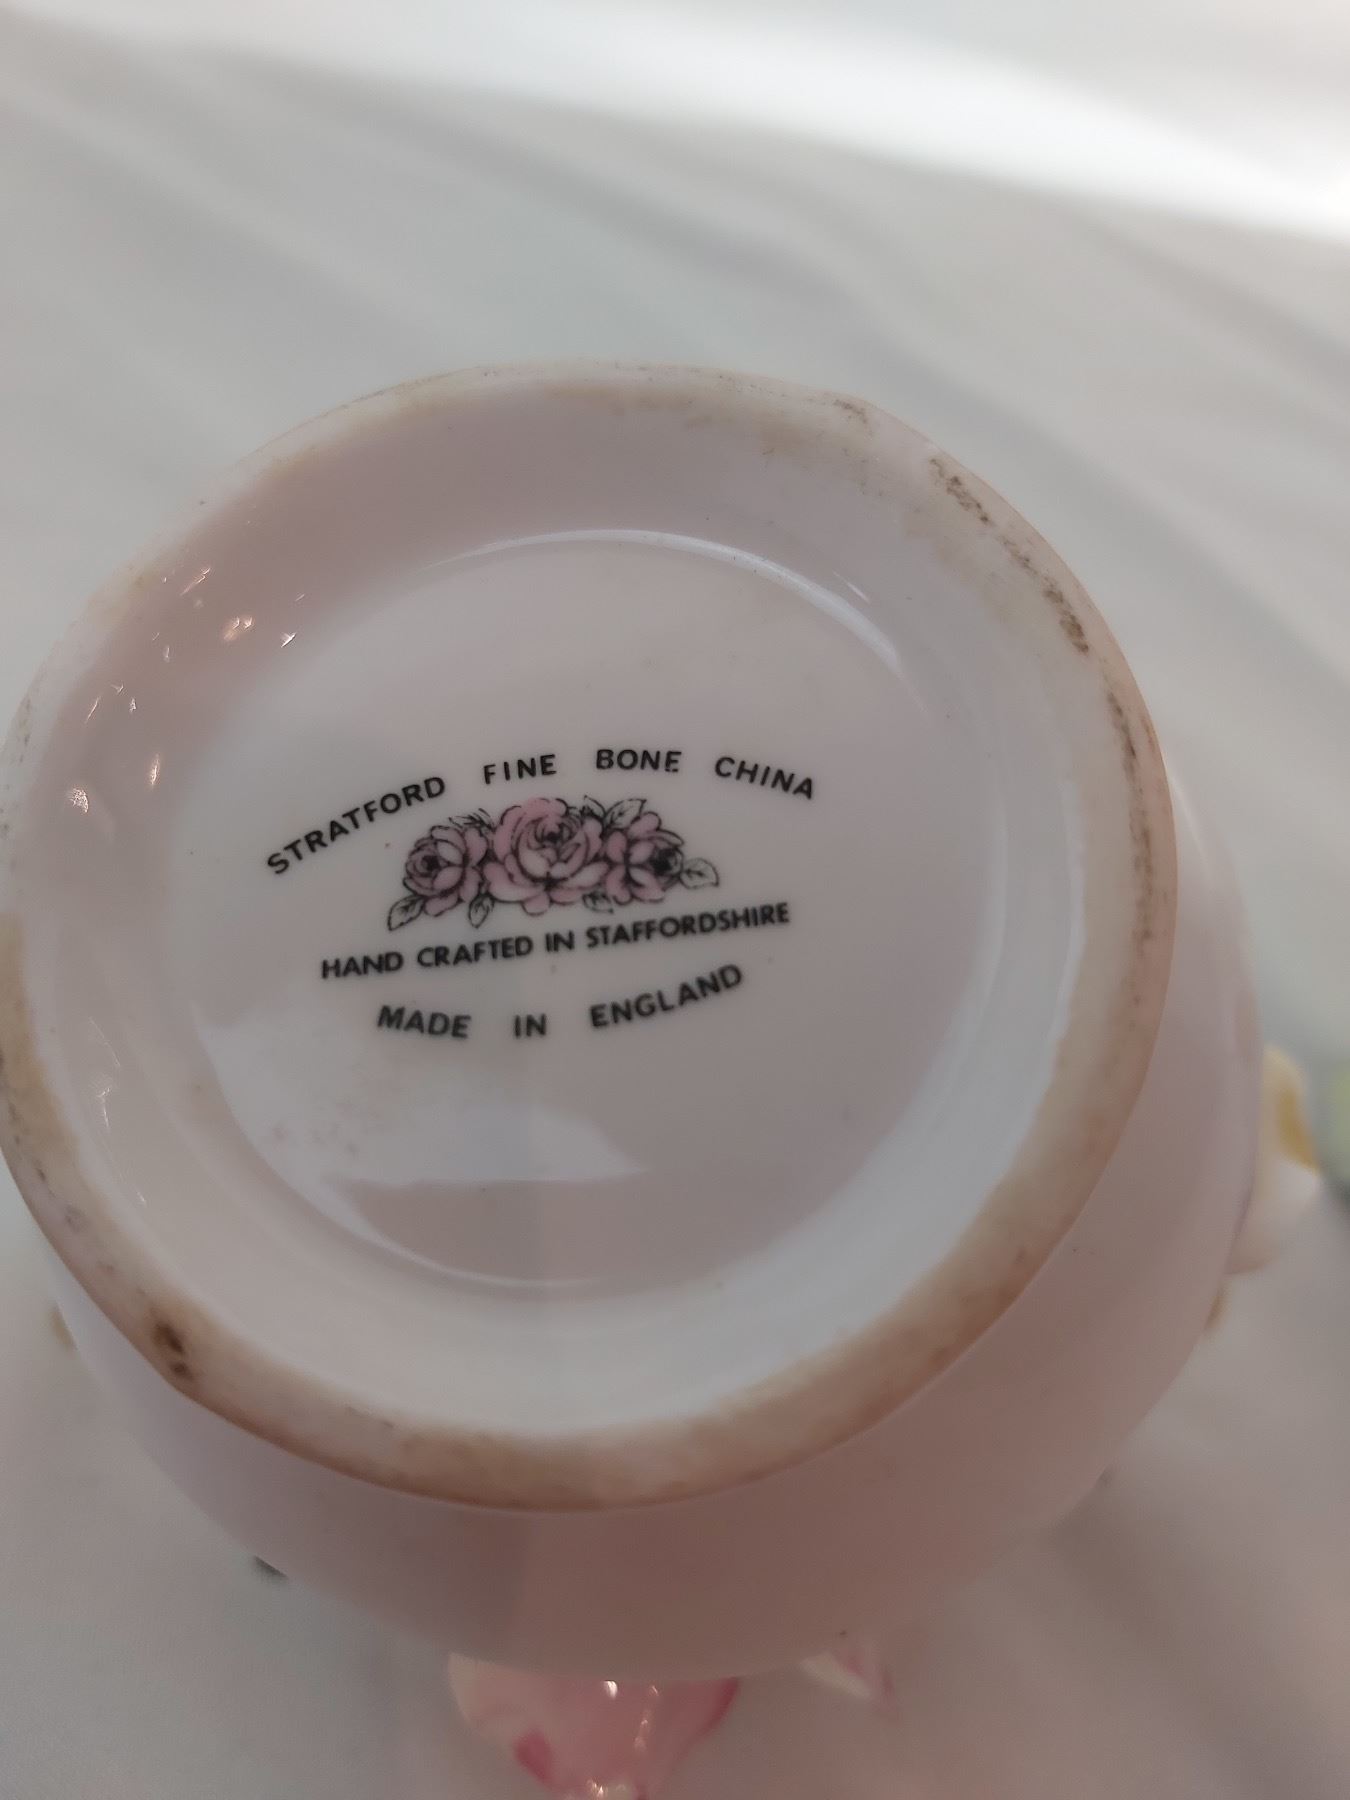 STRATFORD FINE BONE CHINA
HAND CRAFTED IN STAFFORDSHIRE
MADE IN ENGLAND